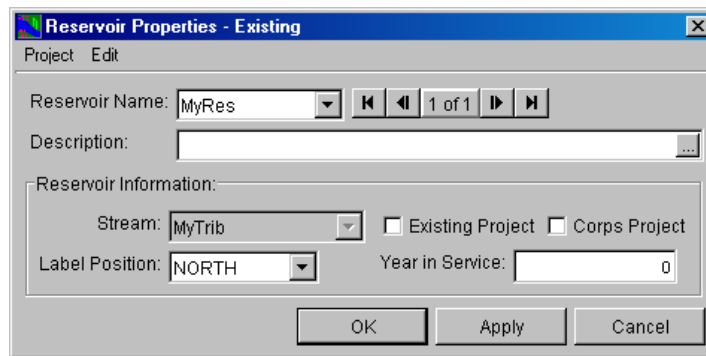 Reservoir Properties - Existing
Project Edit
Reservoir Name: MyRes 1 of 1
Description: ...
Reservoir Information:
Stream: MyTrib Existing Project Corps Project
Label Position: NORTH Year in Service: 0
OK Apply Cancel